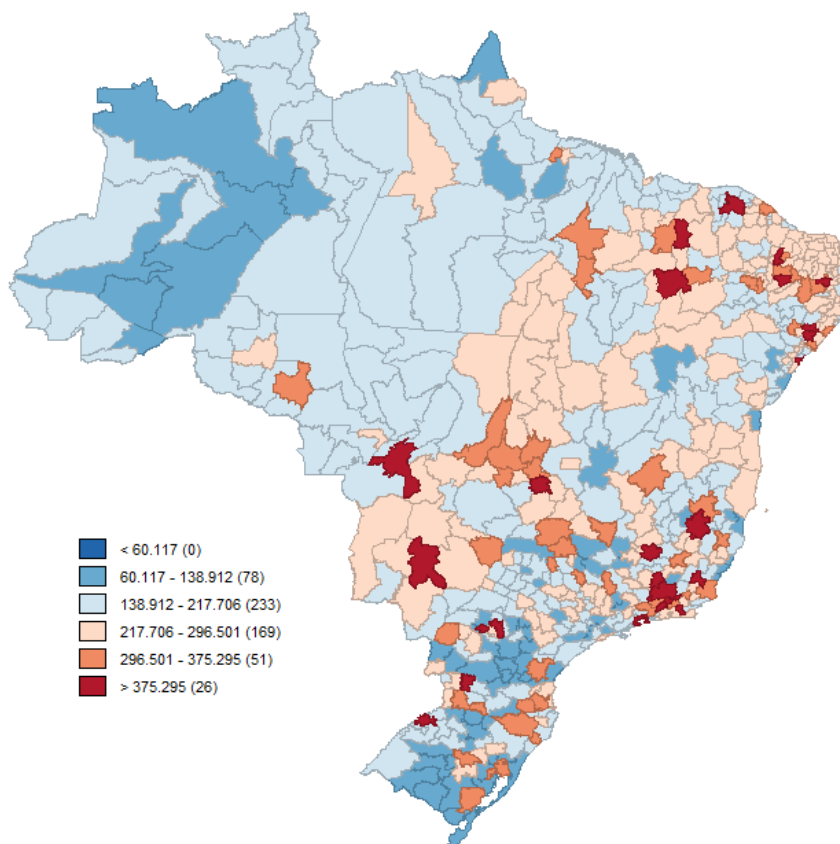 < 60.117 (0)
60.117 - 138.912 (78)
138.912 - 217.706 (233)
217.706 - 296.501 (169)
296.501 - 375.295 (51)
> 375.295 (26)